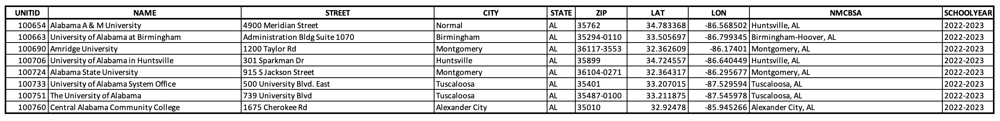 UNITID NAME STREET CITY STATE ZIP LAT LON NMCBSA SCHOOLYEAR
100654 Alabama A & M University 4900 Meridian Street Normal AL 35762 34.783368 -86.568502 Huntsville, AL 2022-2023
100663 University of Alabama at Birmingham Administration Bldg Suite 1070 Birmingham AL 35294-0110 33.505697 -86.799345 Birmingham-Hoover, AL 2022-2023
100690 Amridge University 1200 Taylor Rd Montgomery AL 36117-3553 32.362609 -86.17401 Montgomery, AL 2022-2023
100706 University of Alabama in Huntsville 301 Sparkman Dr Huntsville AL 35899 34.724557 -86.640449 Huntsville, AL 2022-2023
100724 Alabama State University 915 S Jackson Street Montgomery AL 36104-0271 32.364317 -86.295677 Montgomery, AL 2022-2023
100733 University of Alabama System Office 500 University Blvd. East Tuscaloosa AL 35401 33.207015 -87.529594 Tuscaloosa, AL 2022-2023
100751 The University of Alabama 739 University Blvd Tuscaloosa AL 35487-0100 33.211875 -87.545978 Tuscaloosa, AL 2022-2023
100760 Central Alabama Community College 1675 Cherokee Rd Alexander City AL 35010 32.92478 -85.945266 Alexander City, AL 2022-2023